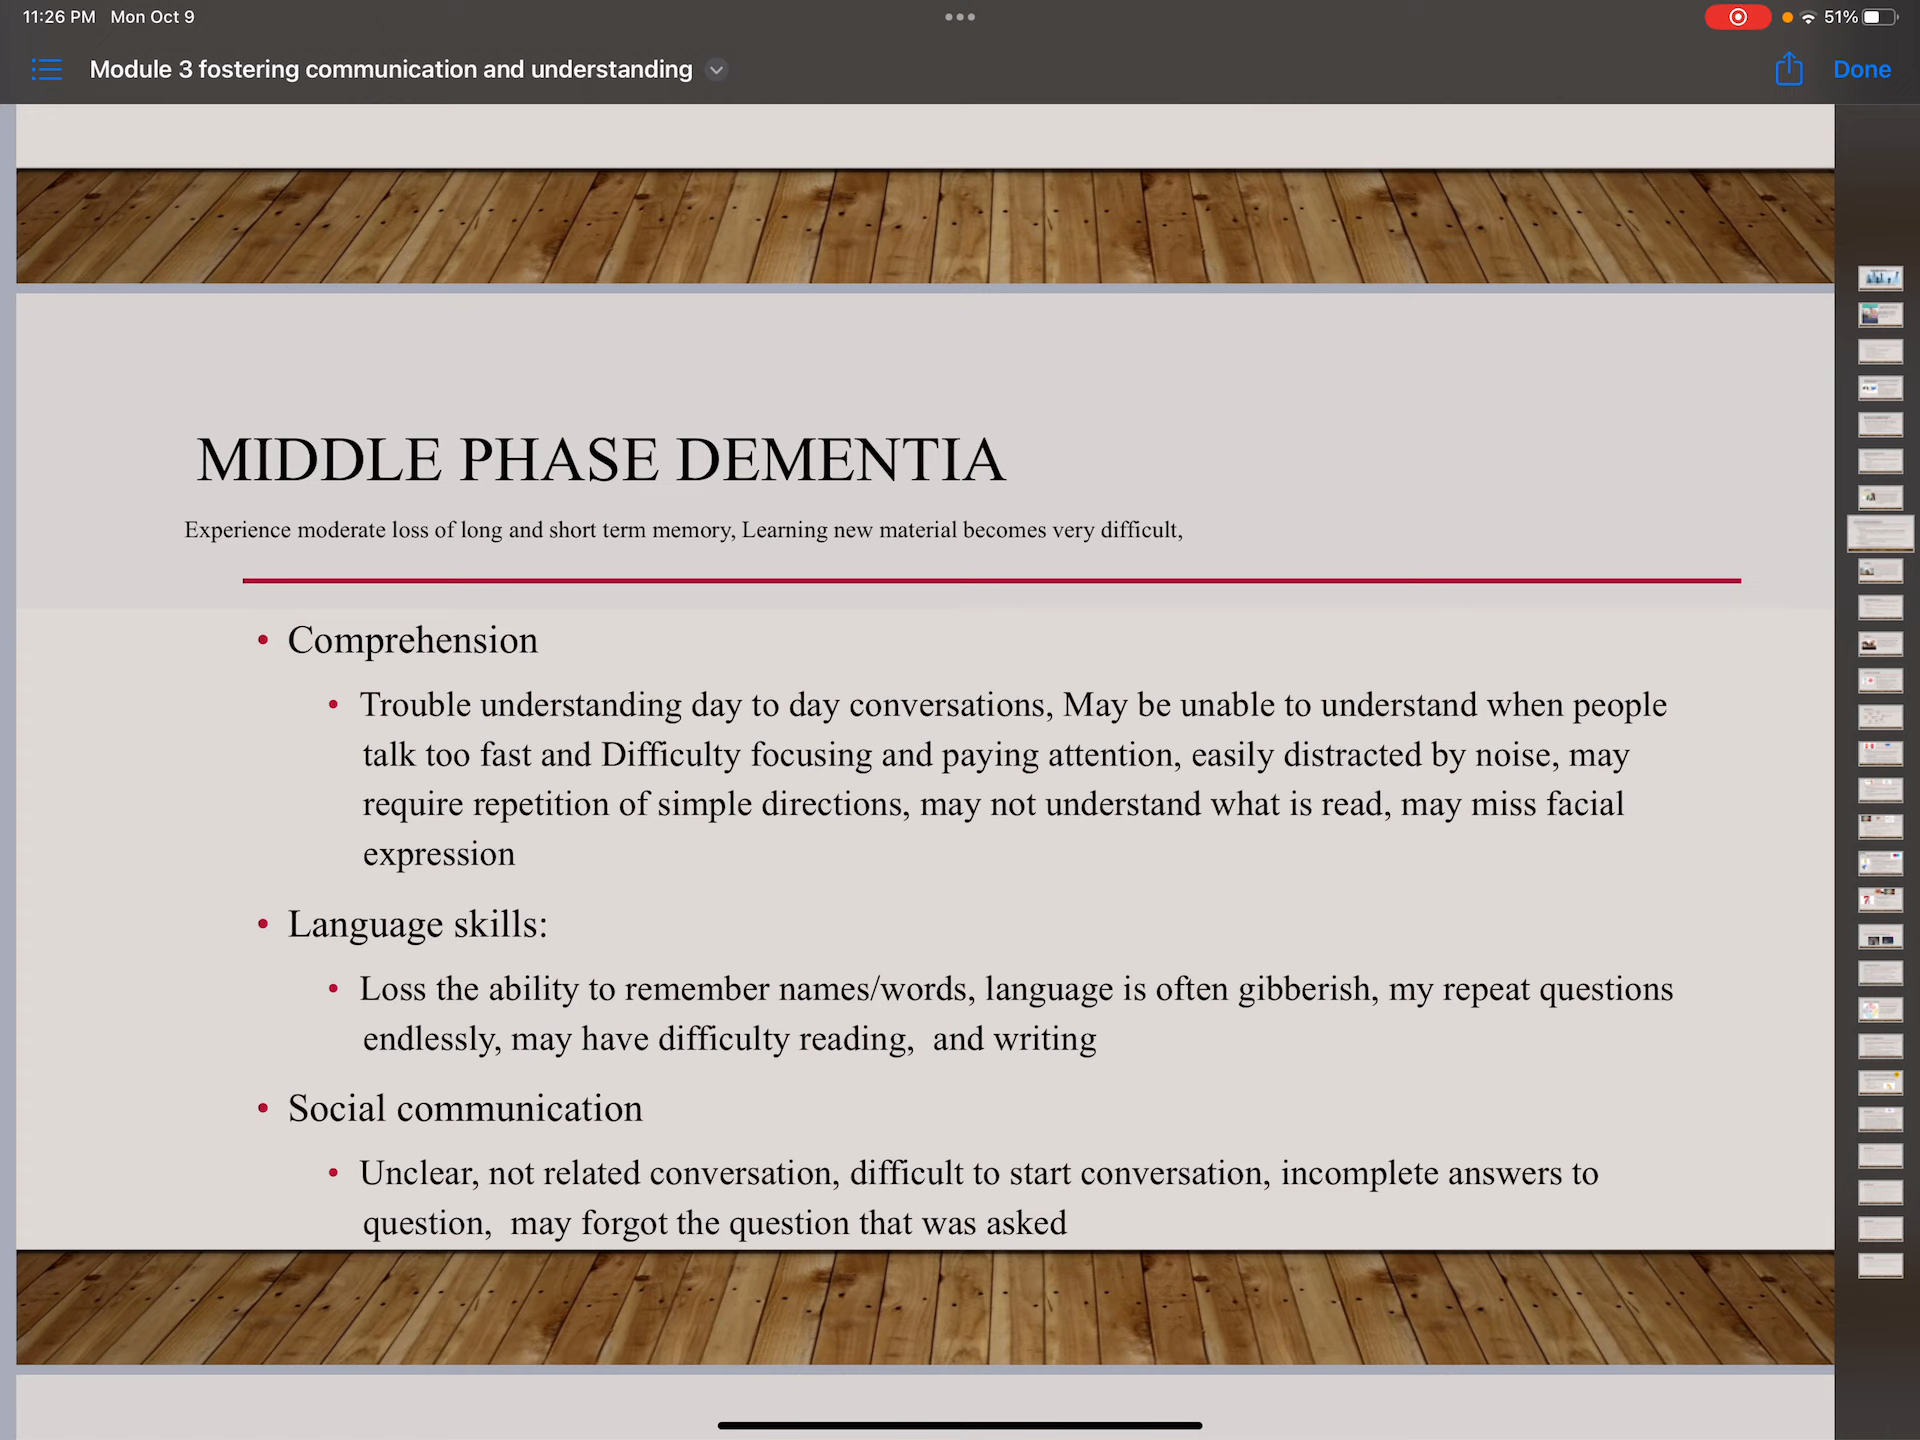 11:26 PM Mon Oct 9
51%
Module 3 fostering communication and understanding
Done
MIDDLE PHASE DEMENTIA
Experience moderate loss of long and short term memory, Learning new material becomes very difficult,
• Comprehension
• Trouble understanding day to day conversations, May be unable to understand when people
talk too fast and Difficulty focusing and paying attention, easily distracted by noise, may
require repetition of simple directions, may not understand what is read, may miss facial
expression
• Language skills:
• Loss the ability to remember names/words, language is often gibberish, my repeat questions
endlessly, may have difficulty reading,  and writing
• Social communication
• Unclear, not related conversation, difficult to start conversation, incomplete answers to
question,  may forgot the question that was asked